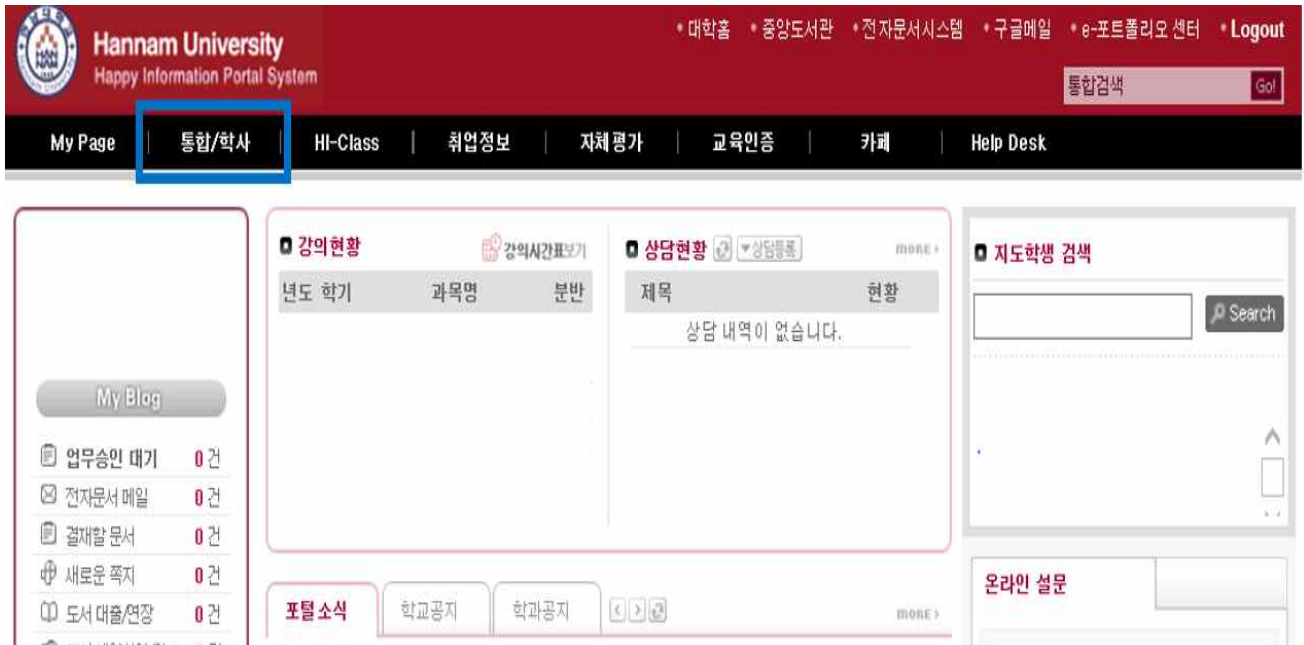 Hannam University
Happy Information Portal System
대학홈 중앙도서관 전자문서시스템 구글메일 e-포트폴리오 센터 Logout
통합검색 Go!
My Page 통합/학사 HI-Class 취업정보 자체평가 교육인증 카페 Help Desk
강의현황 강의시간표보기
년도 학기 과목명 분반
상담현황 상담등록 more
제목 현황
상담 내역이 없습니다.
지도학생 검색
Search
My Blog
업무승인 대기 0 건
전자문서 메일 0 건
결재할 문서 0 건
새로운 쪽지 0 건
도서 대출/연장 0 건
포털소식 학교공지 학과공지 more
온라인 설문